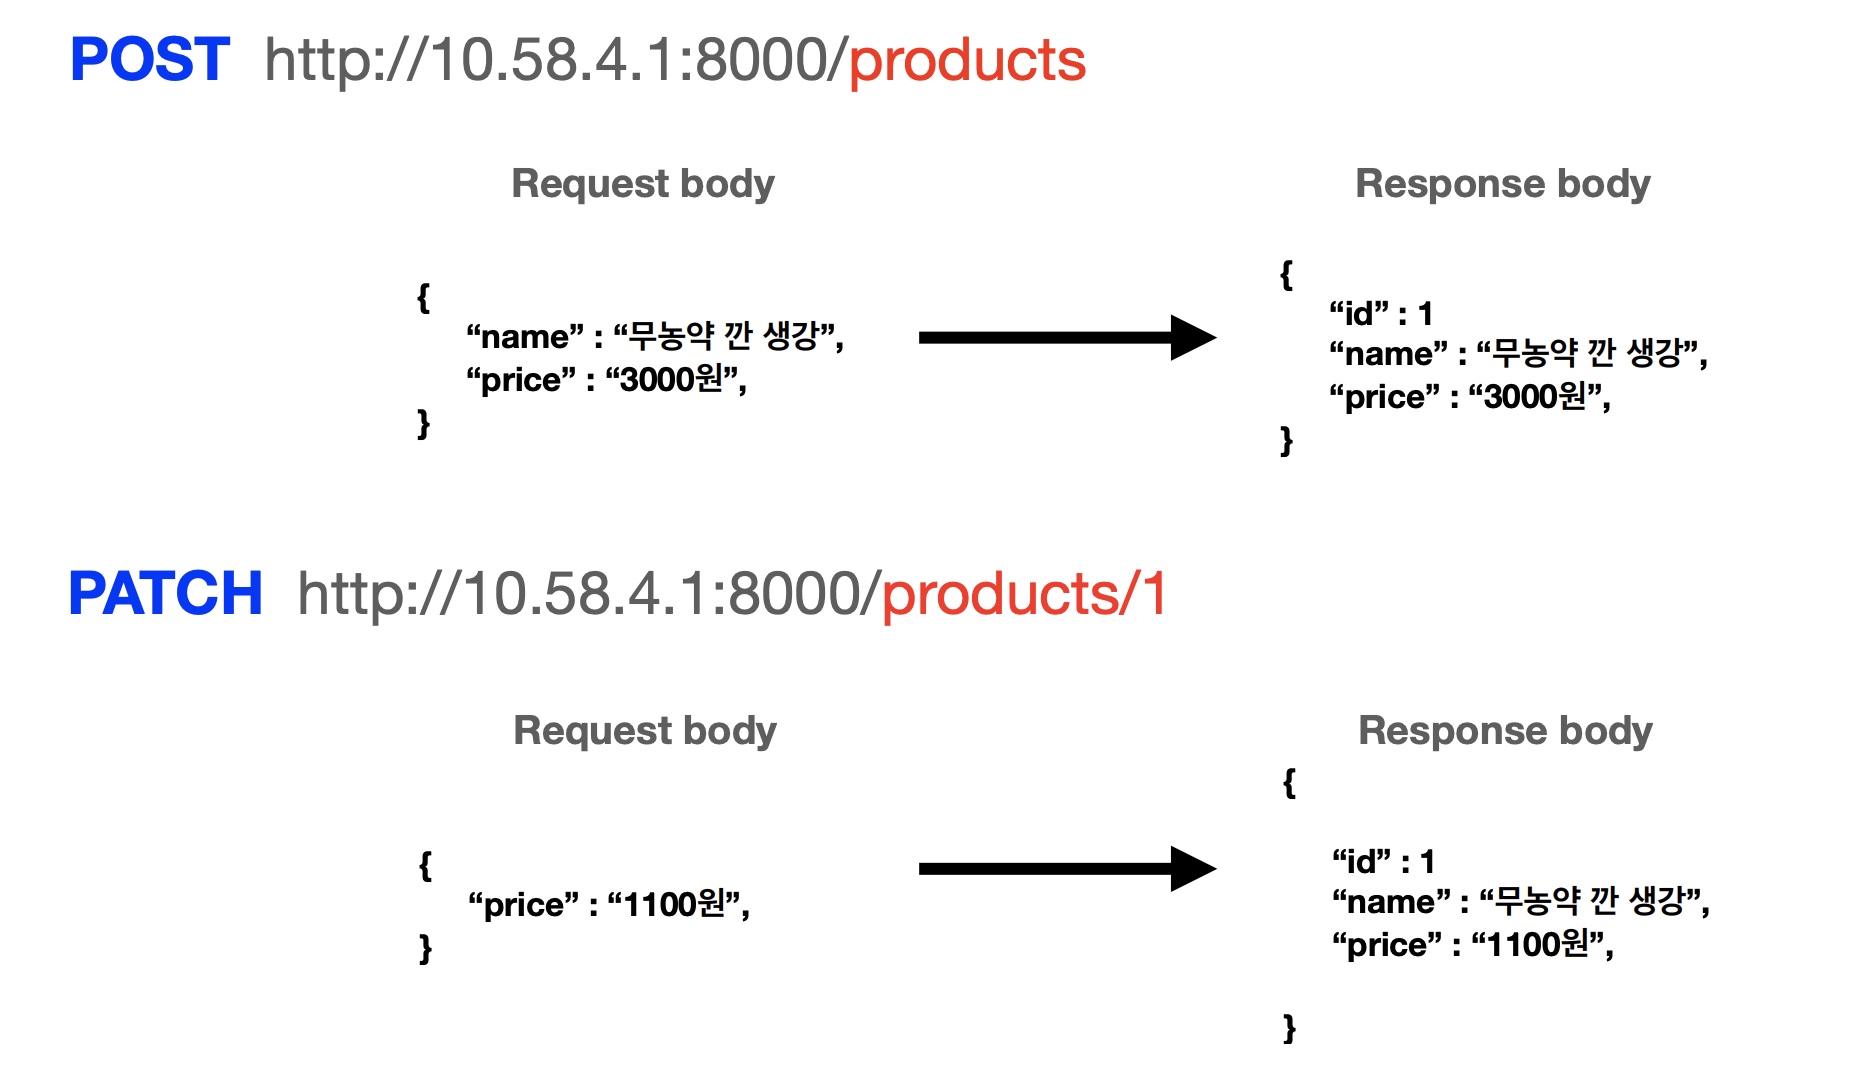 POST http://10.58.4.1:8000/products
Request body
{
“name” : “무농약 깐 생강”,
“price” : “3000원”,
}
Response body
{
“id” : 1
“name” : “무농약 깐 생강”,
“price” : “3000원”,
}
PATCH http://10.58.4.1:8000/products/1
Request body
{
“price” : “1100원”,
}
Response body
{
“id” : 1
“name” : “무농약 깐 생강”,
“price” : “1100원”,
}